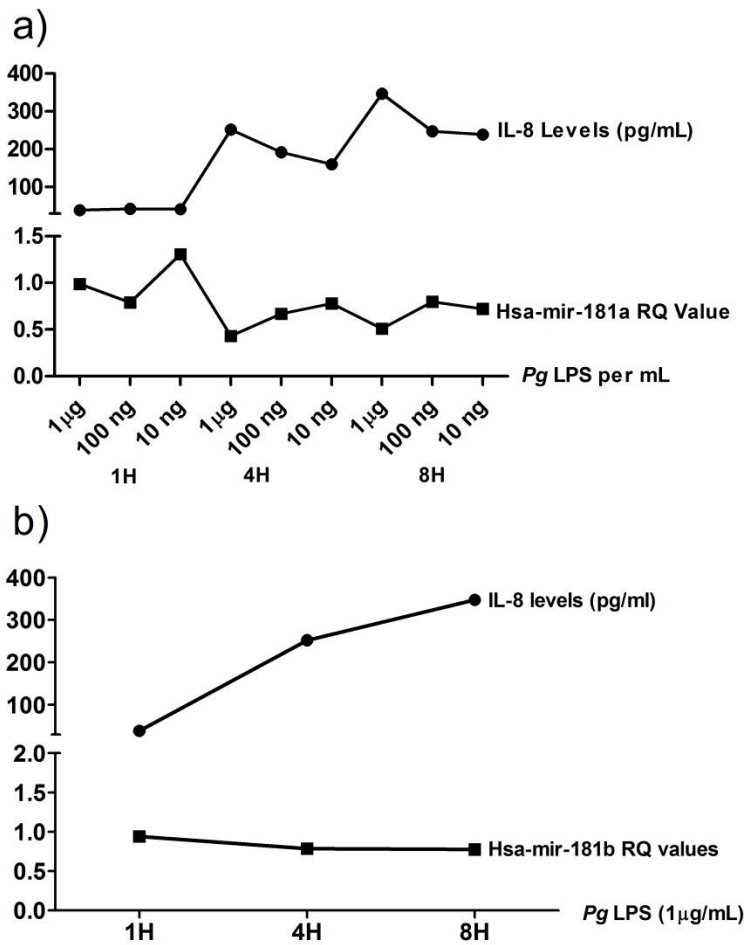 a)
400
300
200
100
IL-8 Levels (pg/mL)
1.5
1.0
0.5
0.0
Hsa-mir-181a RQ Value
Pg LPS per mL
1μg 100 ng 10 ng 1μg 100 ng 10 ng 1μg 100 ng 10 ng
1H 4H 8H
b)
400
300
200
100
IL-8 levels (pg/ml)
2.0
1.5
1.0
0.5
0.0
Hsa-mir-181b RQ values
1H 4H 8H
Pg LPS (1μg/mL)